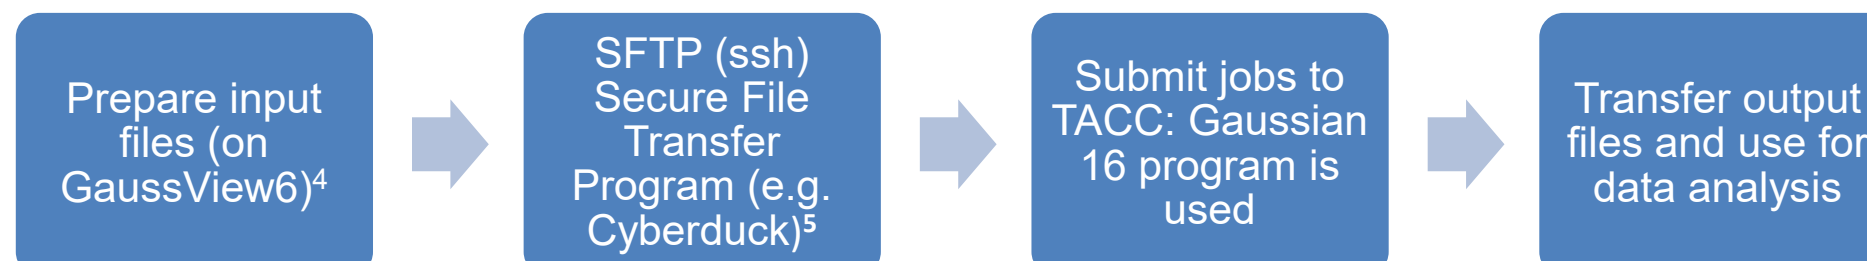 Prepare input
files (on
GaussView6)⁴
SFTP (ssh)
Secure File
Transfer
Program (e.g.
Cyberduck)⁵
Submit jobs to
TACC: Gaussian
16 program is
used
Transfer output
files and use for
data analysis